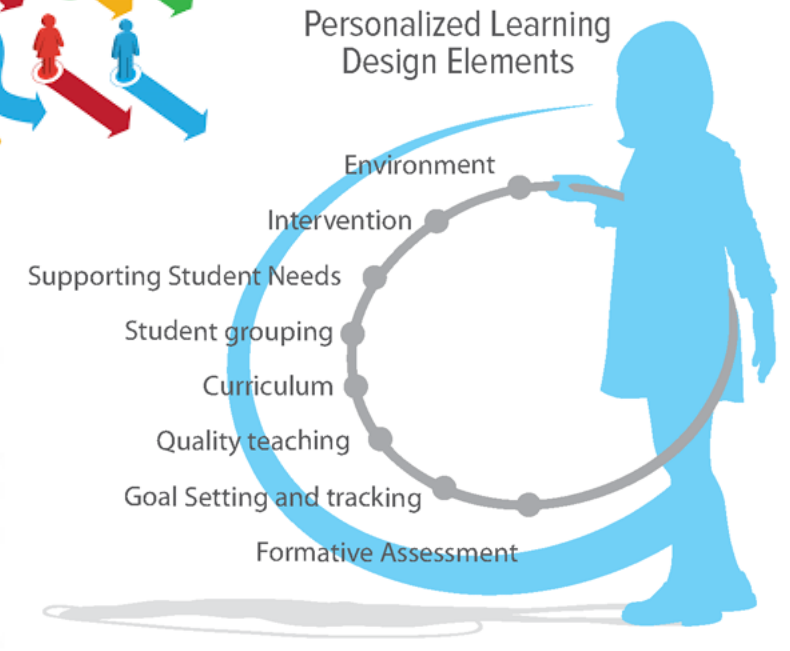 Personalized Learning
Design Elements
Environment
Intervention
Supporting Student Needs
Student grouping
Curriculum
Quality teaching
Goal Setting and tracking
Formative Assessment